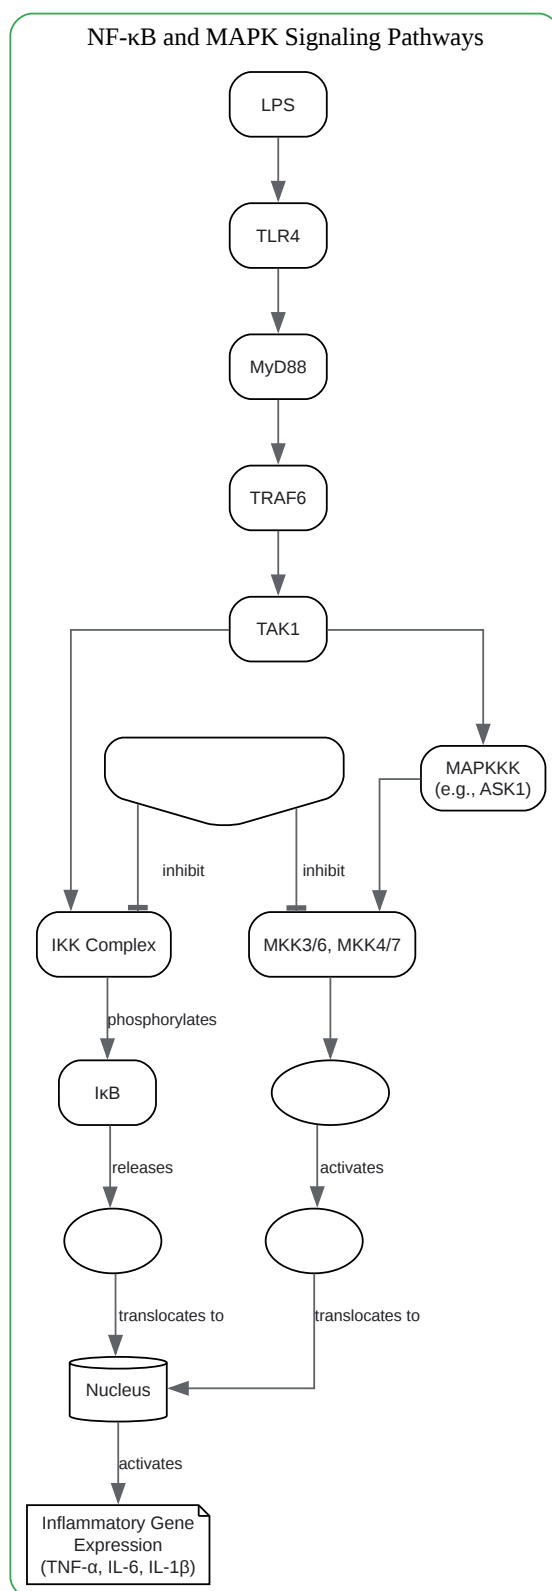 NF-κB and MAPK Signaling Pathways
LPS
TLR4
MyD88
TRAF6
TAK1
MAPKKK
(e.g., ASK1)
inhibit
inhibit
IKK Complex
MKK3/6, MKK4/7
phosphorylates
IκB
releases
activates
translocates to
translocates to
Nucleus
activates
Inflammatory Gene
Expression
(TNF-α, IL-6, IL-1β)